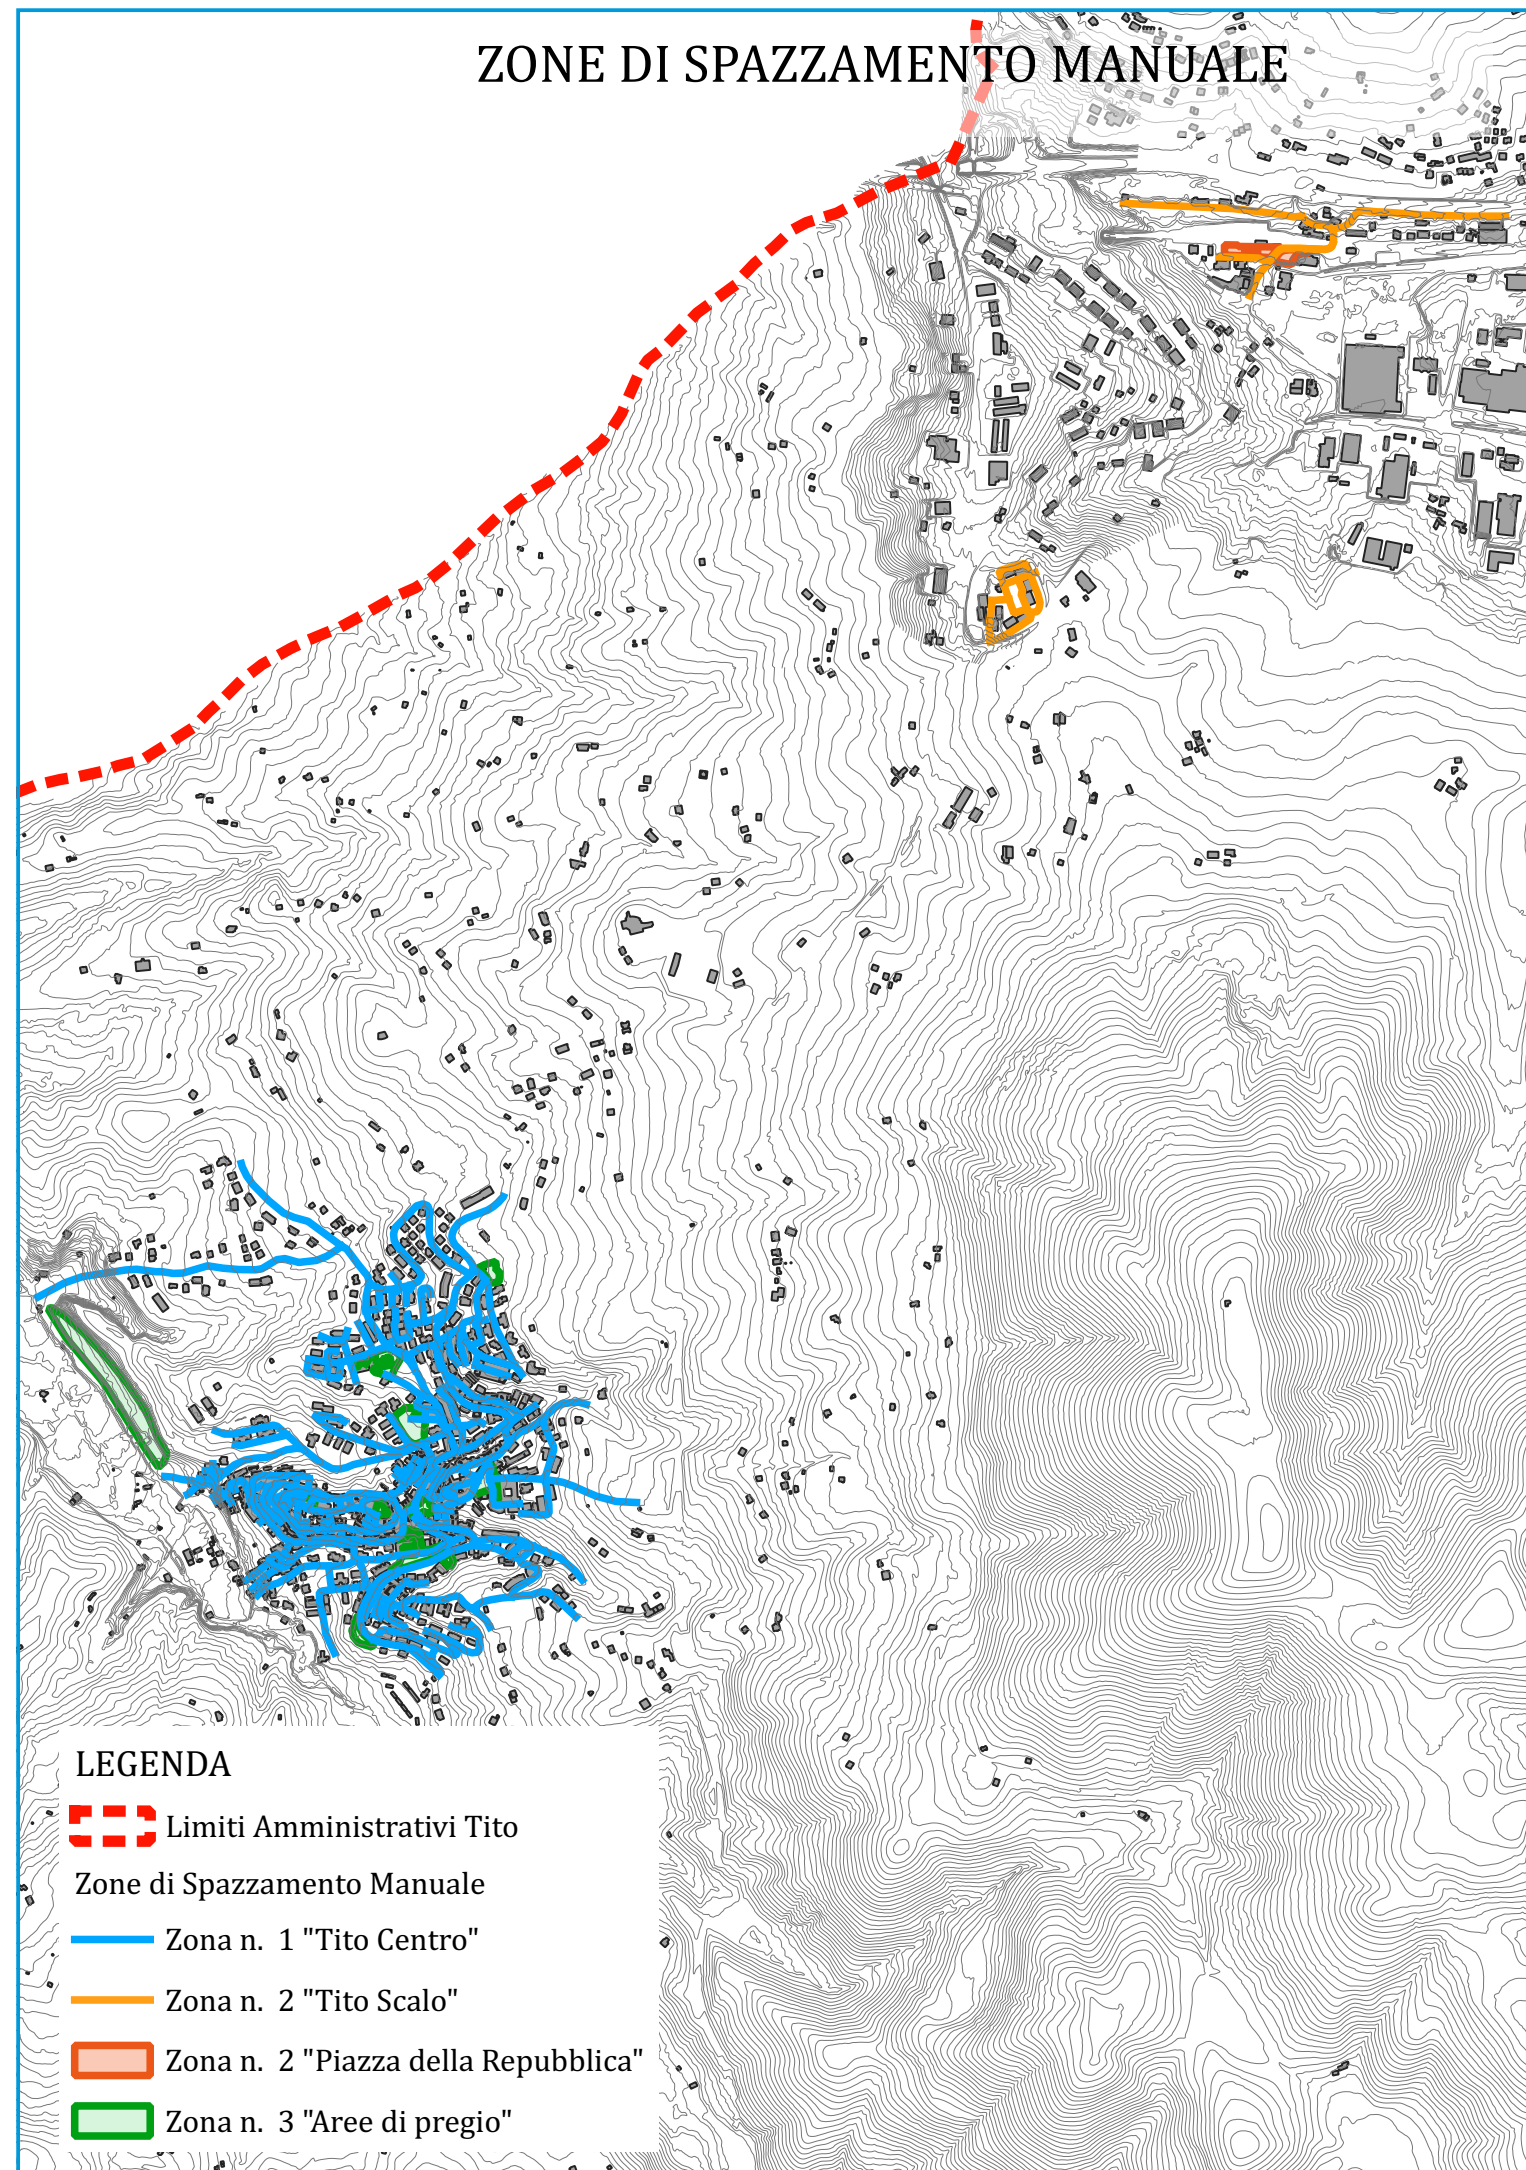 ZONE DI SPAZZAMENTO MANUALE
LEGENDA
Limiti Amministrativi Tito
Zone di Spazzamento Manuale
Zona n. 1 "Tito Centro"
Zona n. 2 "Tito Scalo"
Zona n. 2 "Piazza della Repubblica"
Zona n. 3 "Aree di pregio"